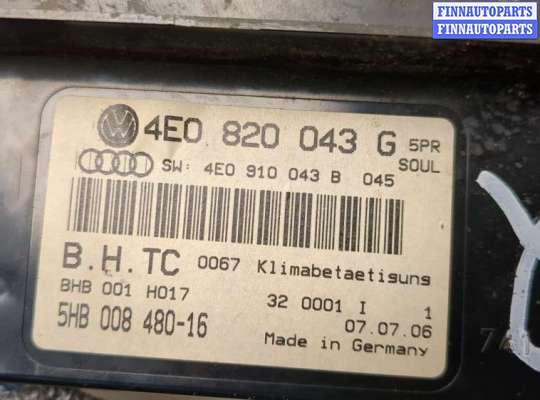 FINNAUTOPARTS
FINNAUTOPARTS
4E0 820 043 G 5PR
SOUL
SW: 4E0 910 043 B 045
B.H.TC 0067 Klimabetaetigung
BHB 001 H017 32 0001 I 1
5HB 008 480-16 07.07.06
Made in Germany